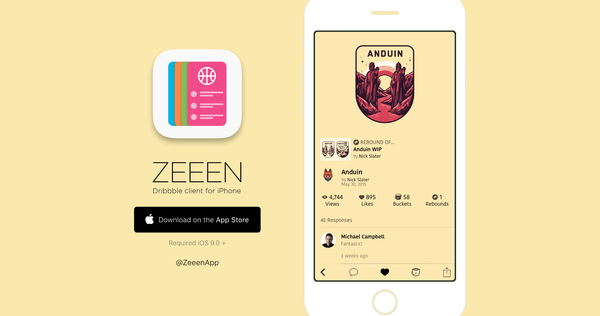 ZEEEN
Dribbble client for iPhone
Download on the App Store
Required iOS 9.0 +
@ZeeenApp
ANDUIN
REBOUND OF...
Anduin WIP
by Nick Slater
Anduin
by Nick Slater
May 30, 2015
4,744
Views
895
Likes
58
Buckets
1
Rebounds
45 Responses
Michael Campbell
Fantastic!
3 weeks ago